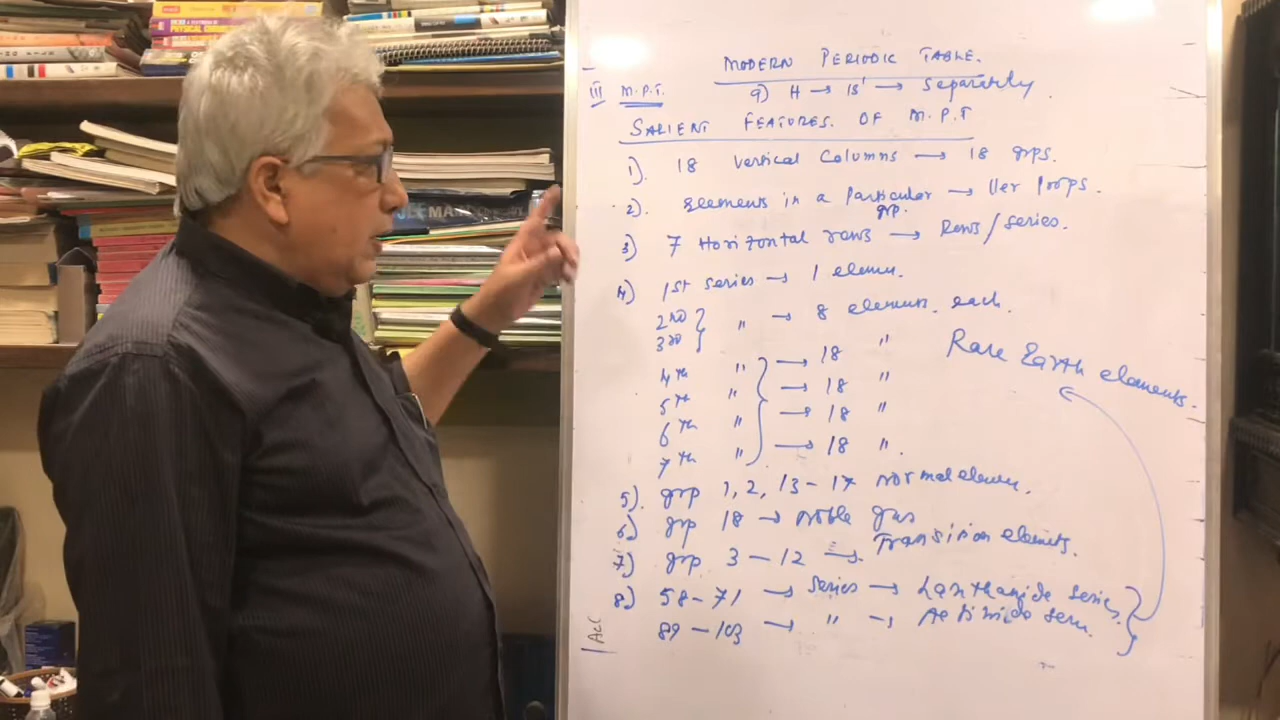 MODERN PERIODIC TABLE.
III M.P.T.
9) H → 1s¹ → Separately
SALIENT FEATURES. OF M.P.T
1). 18 vertical columns → 18 grps.
2). elements in a particular grp. → ller props.
3) 7 Horizontal rows → Rows/series.
4) 1st series → 1 elemen.
2nd } " → 8 elements. each.
3rd
4th " } → 18 "
5th " → 18 "
6th " → 18 "
7th " → 18 ".
Rare Earth elements.
5). grp 1, 2, 13-17 normal elemen.
6) grp 18 → noble gas
7) grp 3-12 → Transition elements.
8) 58-71 → series → Lanthanide series
89-103 → " → Actinide seru.
PHYSICAL